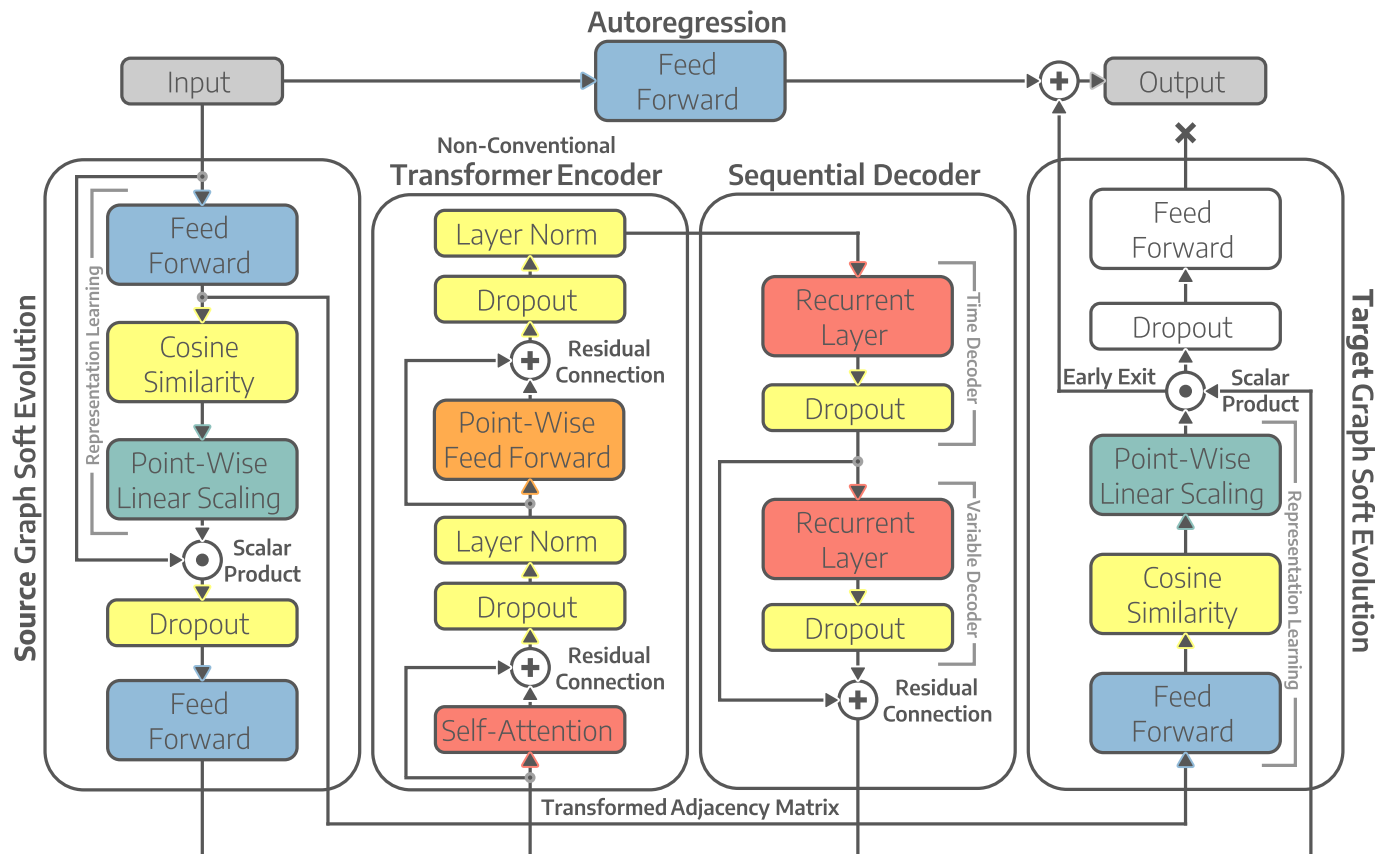 Autoregression
Input
Feed
Forward
Output
Non-Conventional
Transformer Encoder
Sequential Decoder
Source Graph Soft Evolution
Representation Learning
Feed
Forward
Cosine
Similarity
Point-Wise
Linear Scaling
Scalar
Product
Dropout
Feed
Forward
Layer Norm
Dropout
Residual
Connection
Point-Wise
Feed Forward
Layer Norm
Dropout
Residual
Connection
Self-Attention
Recurrent
Layer
Time Decoder
Dropout
Recurrent
Layer
Variable Decoder
Dropout
Residual
Connection
Feed
Forward
Dropout
Early Exit
Scalar
Product
Point-Wise
Linear Scaling
Cosine
Similarity
Feed
Forward
Representation Learning
Target Graph Soft Evolution
Transformed Adjacency Matrix